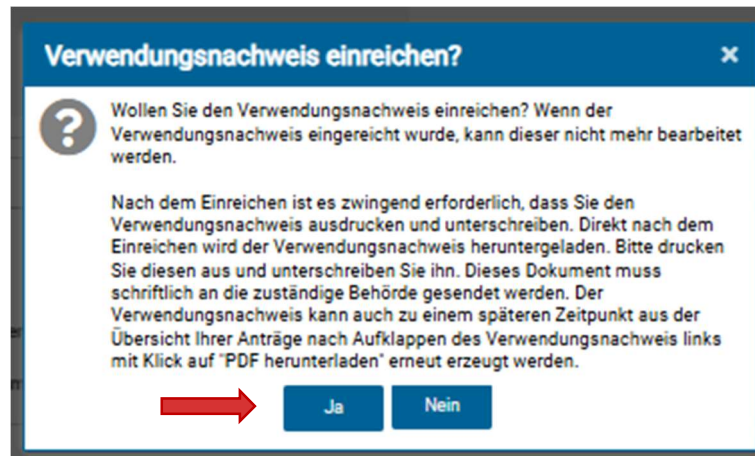 Verwendungsnachweis einreichen?
Wollen Sie den Verwendungsnachweis einreichen? Wenn der
Verwendungsnachweis eingereicht wurde, kann dieser nicht mehr bearbeitet
werden.
Nach dem Einreichen ist es zwingend erforderlich, dass Sie den
Verwendungsnachweis ausdrucken und unterschreiben. Direkt nach dem
Einreichen wird der Verwendungsnachweis heruntergeladen. Bitte drucken
Sie diesen aus und unterschreiben Sie ihn. Dieses Dokument muss
schriftlich an die zuständige Behörde gesendet werden. Der
Verwendungsnachweis kann auch zu einem späteren Zeitpunkt aus der
Übersicht Ihrer Anträge nach Aufklappen des Verwendungsnachweis links
mit Klick auf "PDF herunterladen" erneut erzeugt werden.
Ja Nein